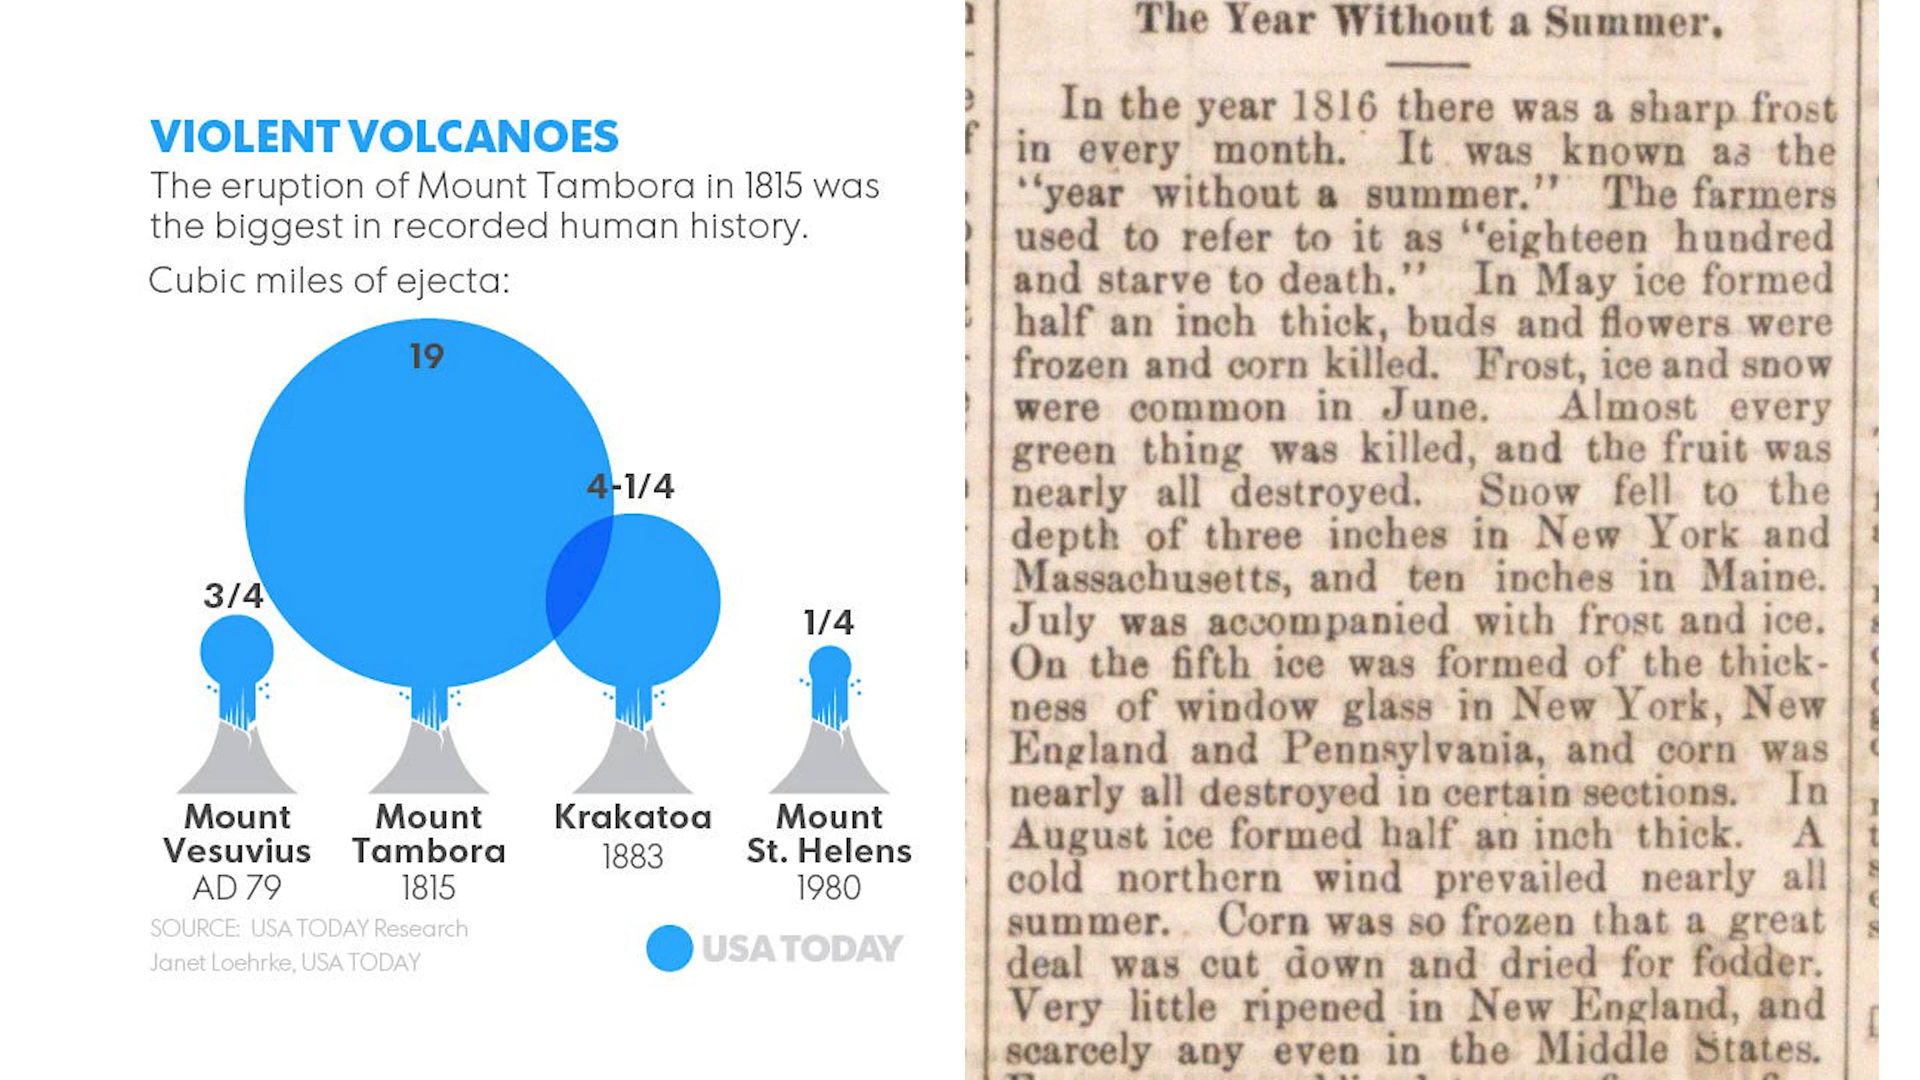 VIOLENT VOLCANOES
The eruption of Mount Tambora in 1815 was
the biggest in recorded human history.
Cubic miles of ejecta:
19
4-1/4
3/4
1/4
Mount
Vesuvius
AD 79
Mount
Tambora
1815
Krakatoa
1883
Mount
St. Helens
1980
SOURCE: USA TODAY Research
Janet Loehrke, USA TODAY
USA TODAY
The Year Without a Summer.
In the year 1816 there was a sharp frost
in every month. It was known as the
"year without a summer." The farmers
used to refer to it as "eighteen hundred
and starve to death." In May ice formed
half an inch thick, buds and flowers were
frozen and corn killed. Frost, ice and snow
were common in June. Almost every
green thing was killed, and the fruit was
nearly all destroyed. Snow fell to the
depth of three inches in New York and
Massachusetts, and ten inches in Maine.
July was accompanied with frost and ice.
On the fifth ice was formed of the thick-
ness of window glass in New York, New
England and Pennsylvania, and corn was
nearly all destroyed in certain sections. In
August ice formed half an inch thick. A
cold northern wind prevailed nearly all
summer. Corn was so frozen that a great
deal was cut down and dried for fodder.
Very little ripened in New England, and
scarcely any even in the Middle States.